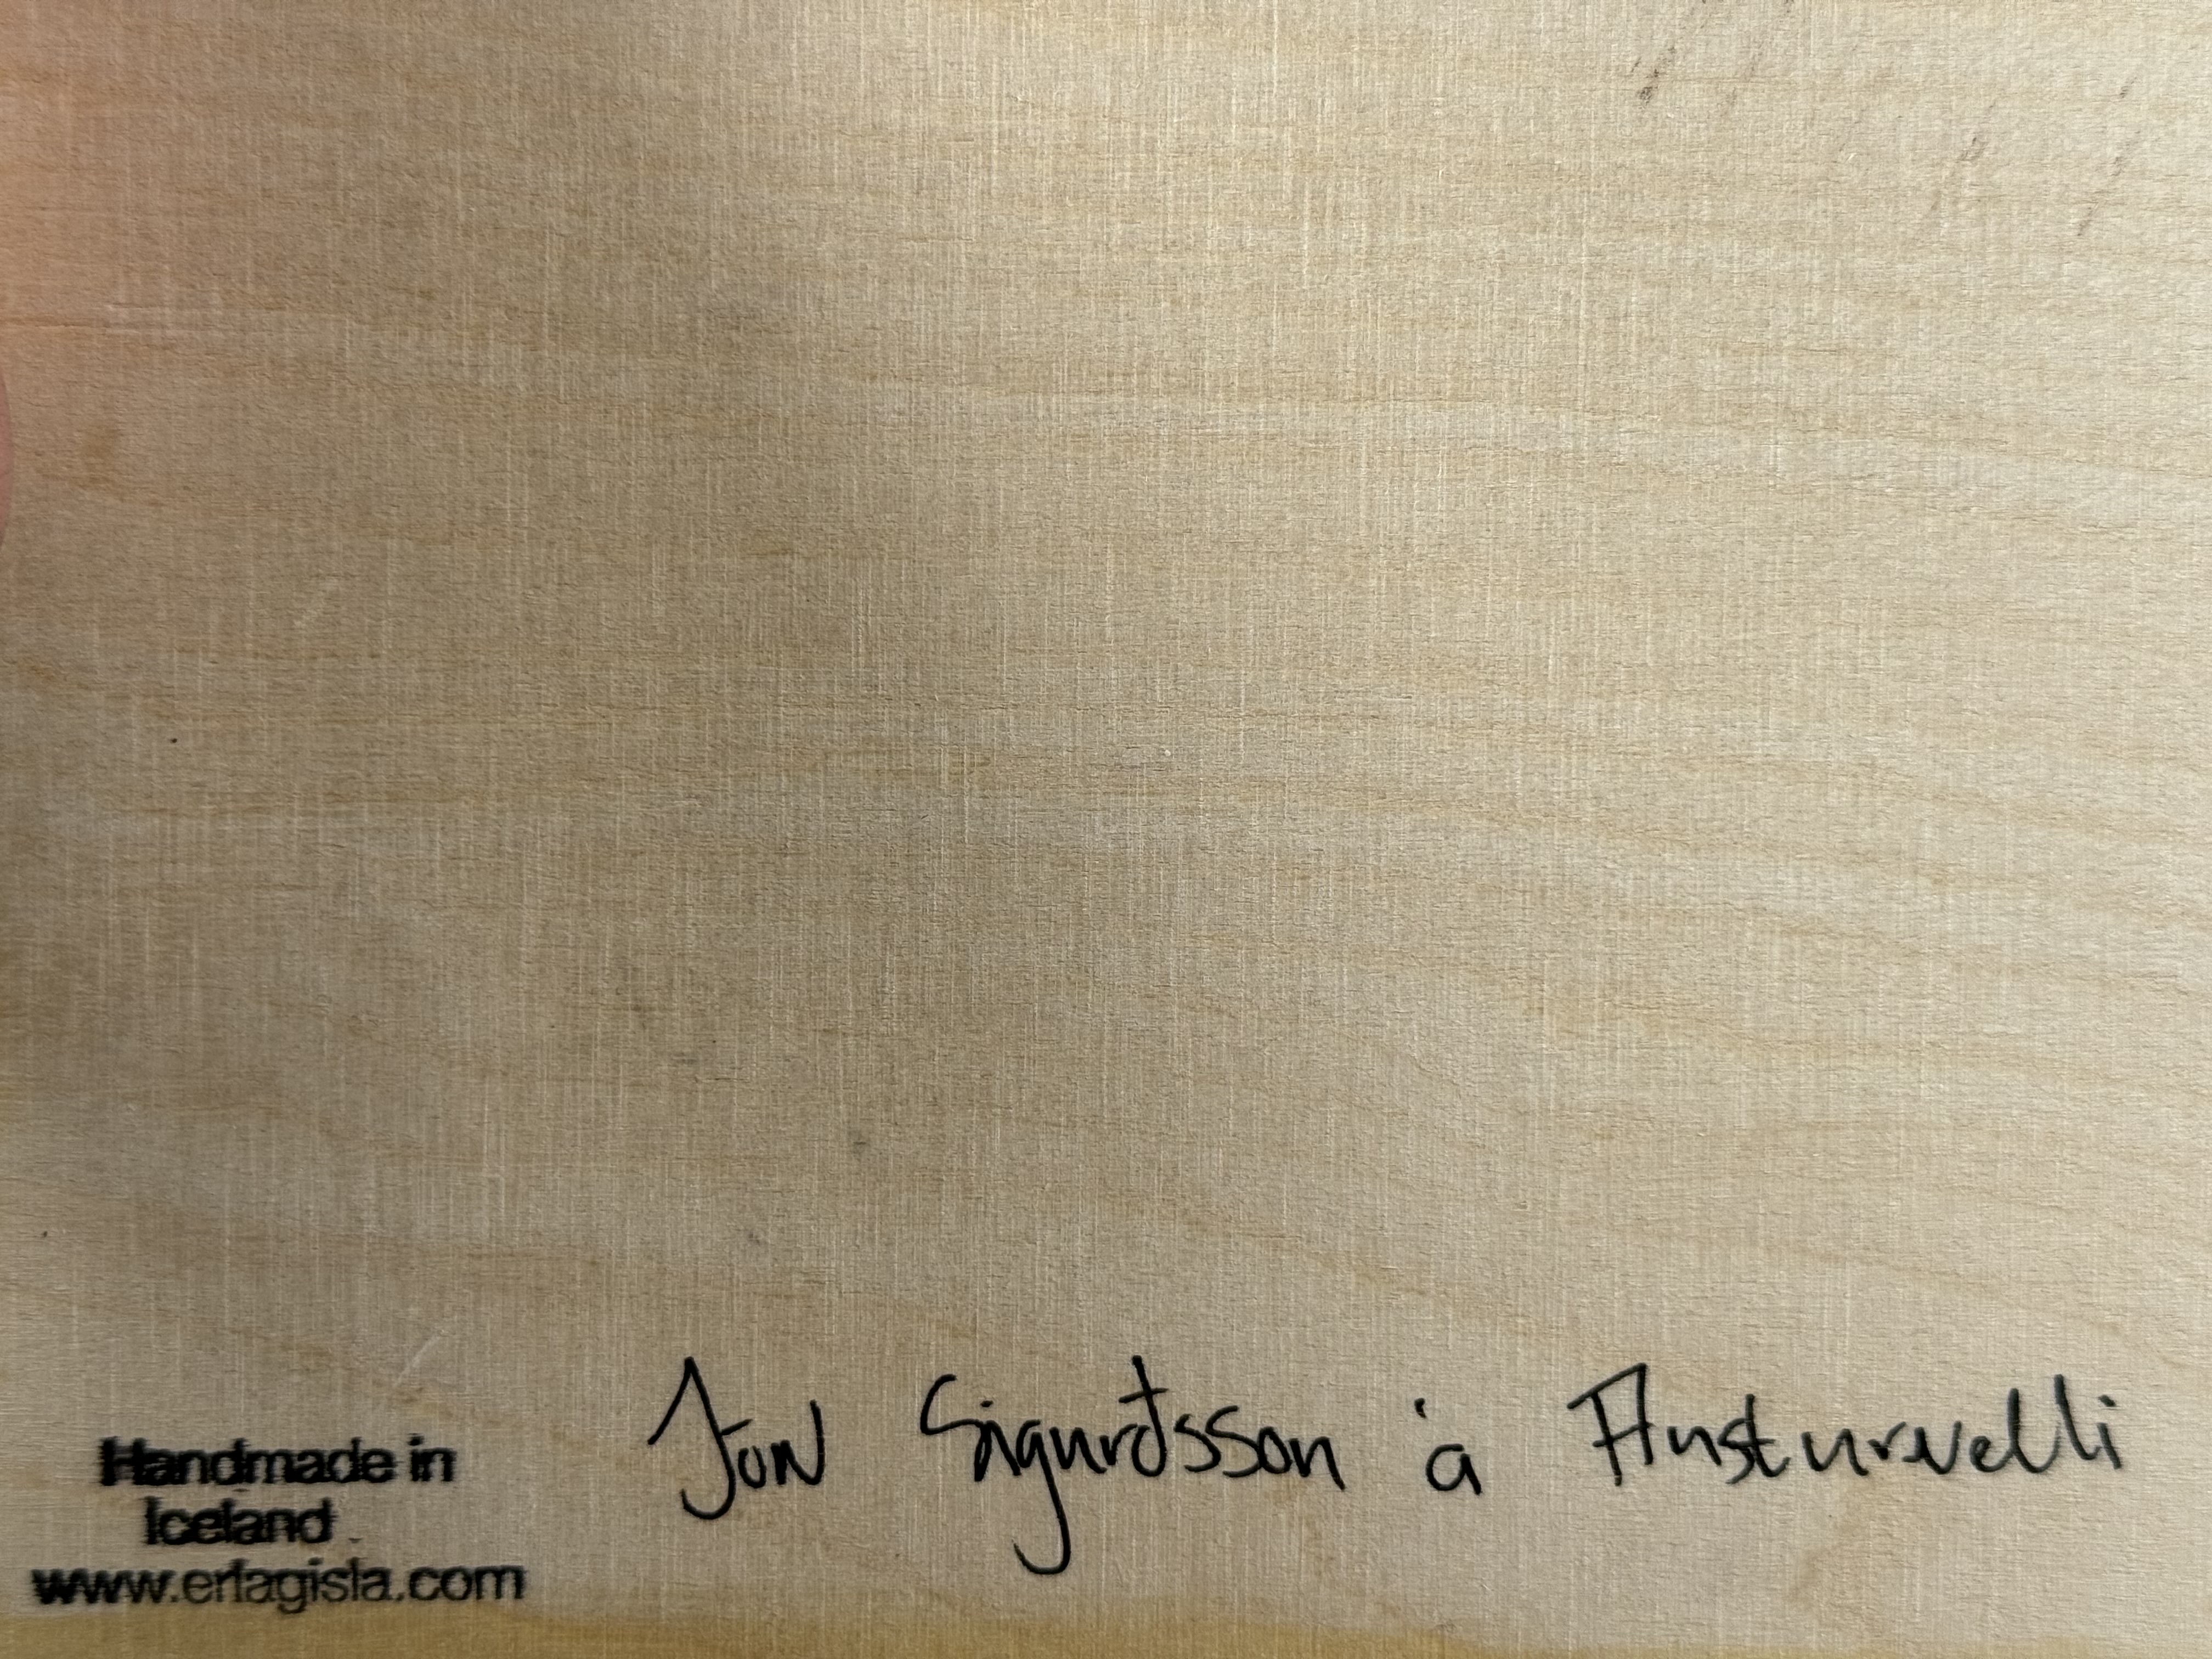 Handmade in
Iceland
www.erlagisla.com
Jon Sigurðsson á Austurvelli